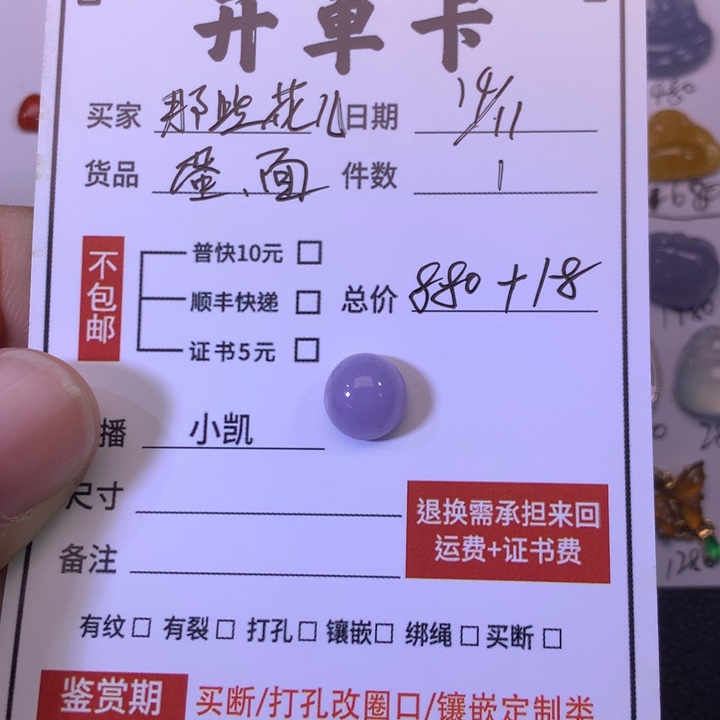 开单卡
买家 那些花儿 日期 14/11
货品 蛋、面 件数 1
不包邮
普快10元 □
顺丰快递 □ 总价 880+18
证书5元 □
播 小凯
尺寸
退换需承担来回
运费+证书费
备注
有纹 □ 有裂 □ 打孔 □ 镶嵌 □ 绑绳 □ 买断 □
鉴赏期 买断/打孔改圈口/镶嵌定制类